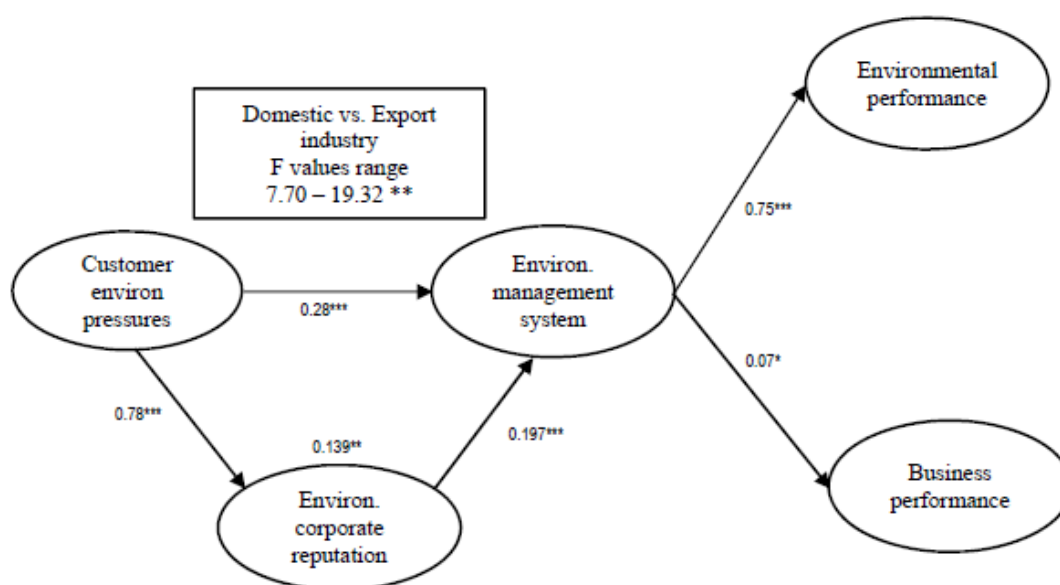 Environmental
performance
Domestic vs. Export
industry
F values range
7.70 – 19.32 **
0.75***
Customer
environ
pressures
Environ.
management
system
0.28***
0.07*
0.78***
0.139**
0.197***
Environ.
corporate
reputation
Business
performance